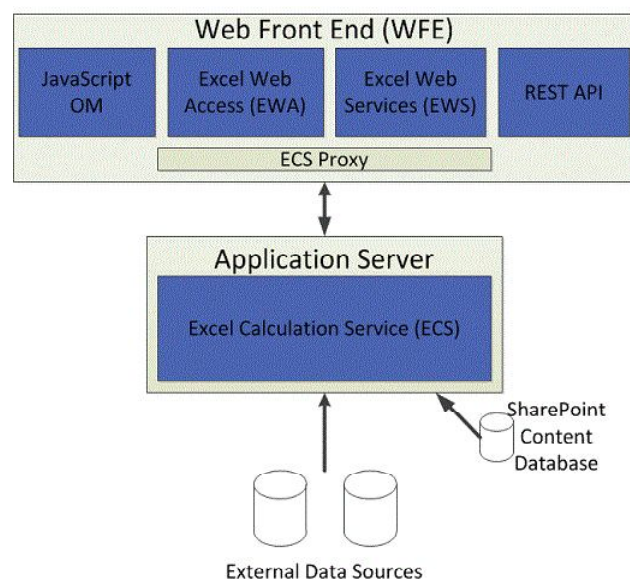 Web Front End (WFE)
JavaScript
OM
Excel Web
Access (EWA)
Excel Web
Services (EWS)
REST API
ECS Proxy
Application Server
Excel Calculation Service (ECS)
SharePoint
Content
Database
External Data Sources